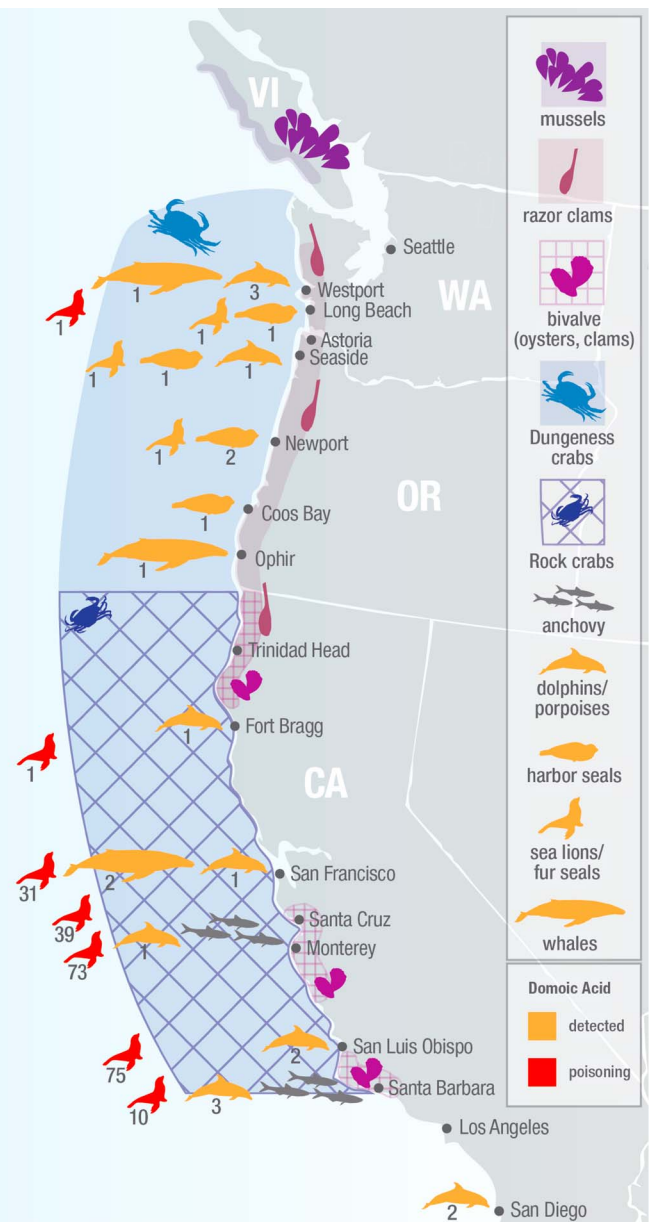 VI
Seattle
WA
Westport
1
3
1
Long Beach
1
1
Astoria
Seaside
1
1
1
Newport
1
2
OR
Coos Bay
1
Ophir
1
Trinidad Head
Fort Bragg
1
1
CA
San Francisco
31
2
1
Santa Cruz
39
Monterey
73
1
San Luis Obispo
75
2
Santa Barbara
10
3
Los Angeles
San Diego
2
mussels
razor clams
bivalve
(oysters, clams)
Dungeness
crabs
Rock crabs
anchovy
dolphins/
porpoises
harbor seals
sea lions/
fur seals
whales
Domoic Acid
detected
poisoning